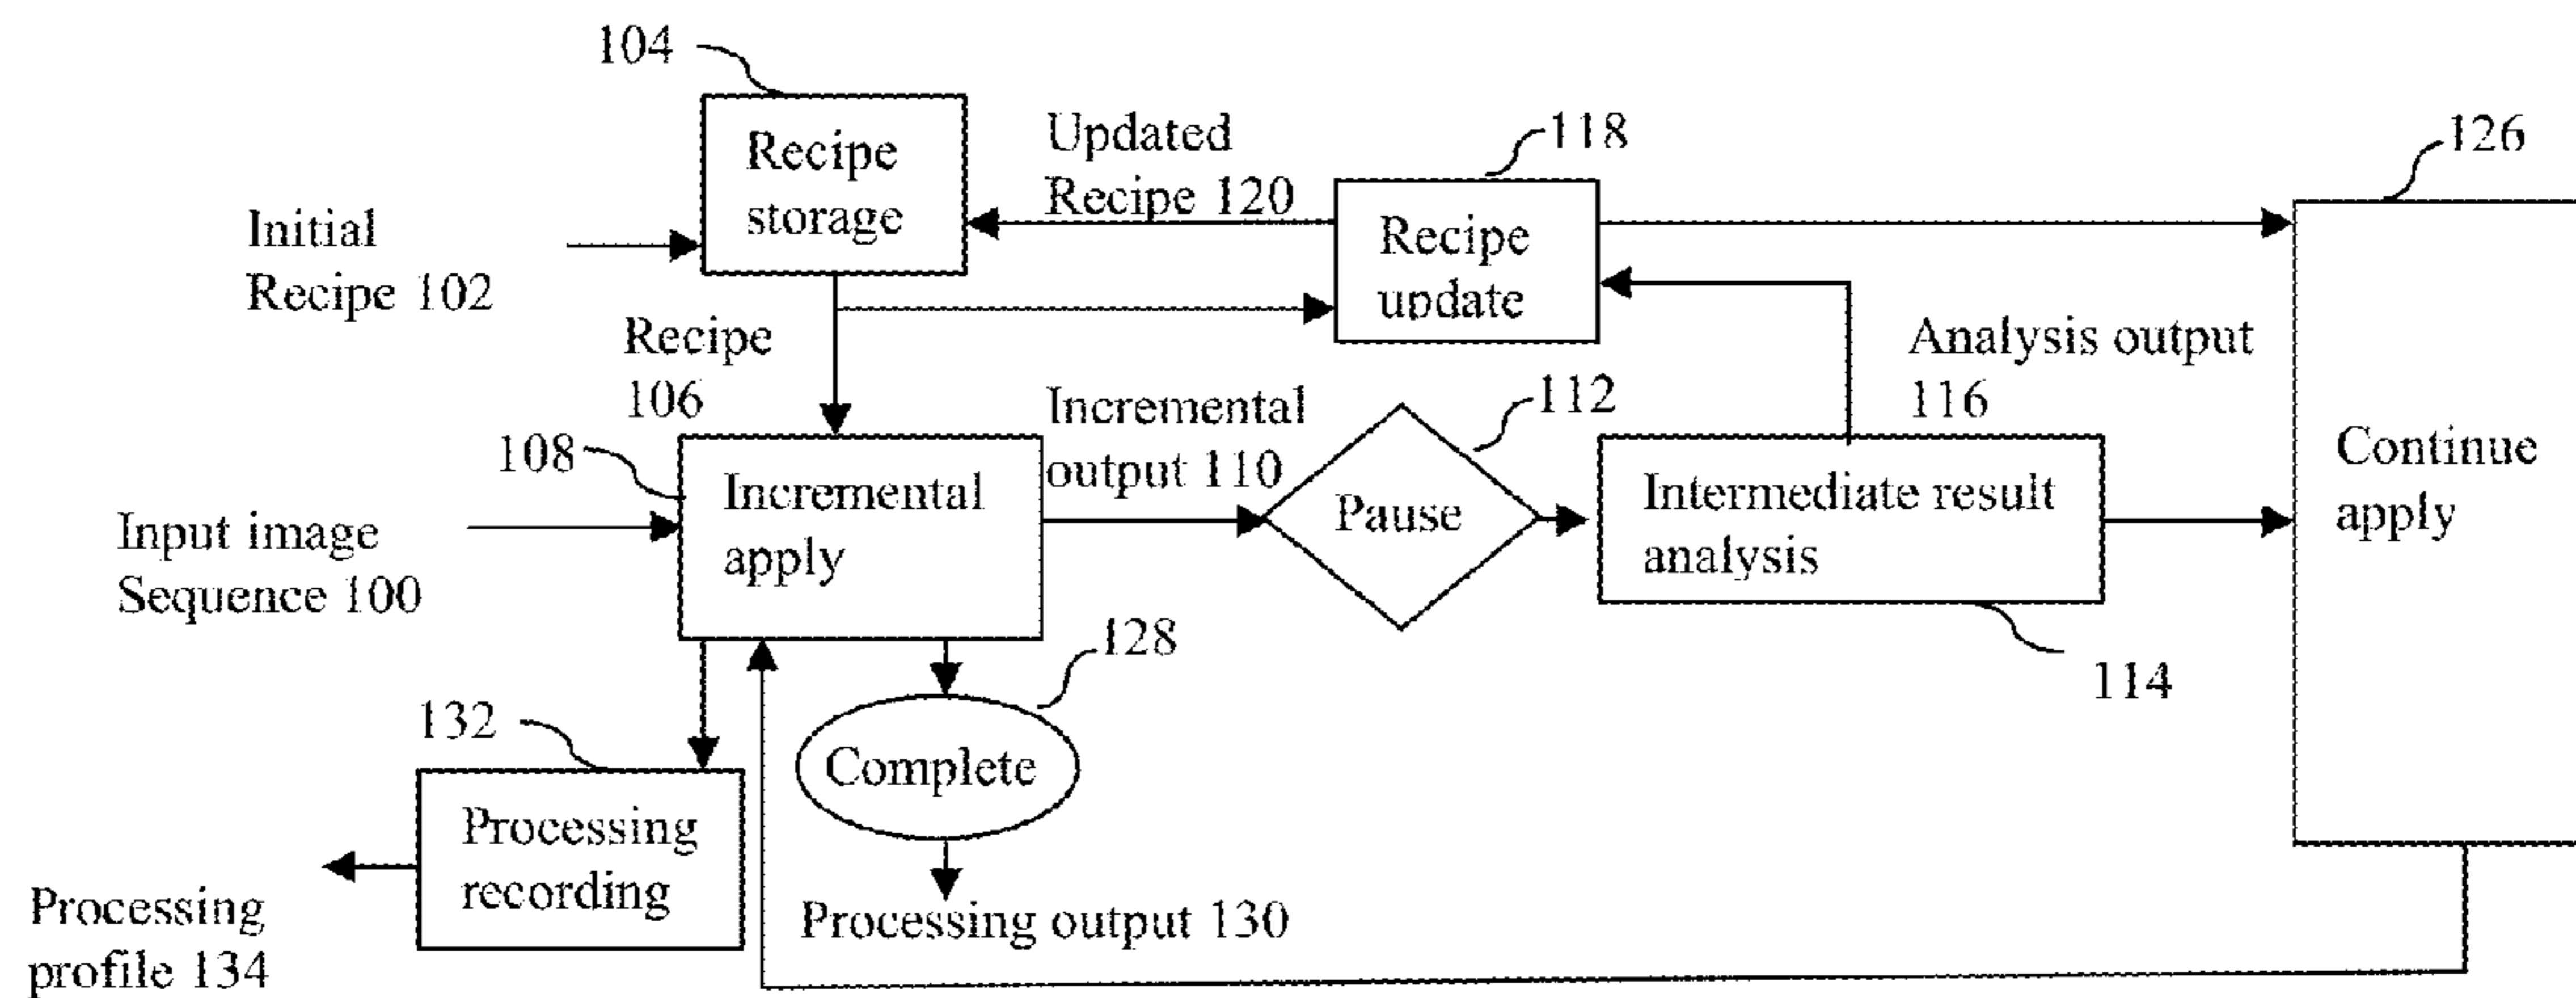 104
Recipe
storage
Updated
Recipe 120
118
126
Initial
Recipe 102
Recipe
update
Recipe
106
Analysis output
116
Incremental
output 110
112
Continue
apply
108
Incremental
apply
Pause
Intermediate result
analysis
Input image
Sequence 100
128
114
132
Complete
Processing
recording
Processing output 130
Processing
profile 134